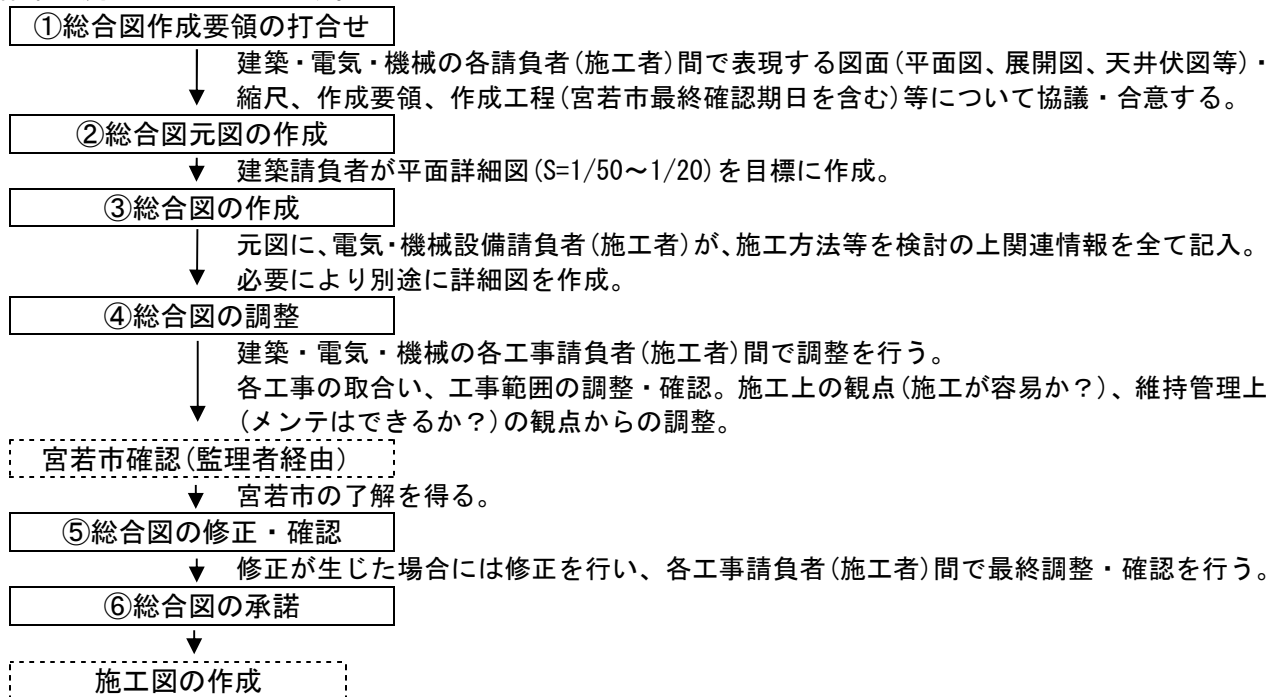 ①総合図作成要領の打合せ
建築・電気・機械の各請負者(施工者)間で表現する図面(平面図、展開図、天井伏図等)・
縮尺、作成要領、作成工程(宮若市最終確認期日を含む)等について協議・合意する。
②総合図元図の作成
建築請負者が平面詳細図(S=1/50～1/20)を目標に作成。
③総合図の作成
元図に、電気・機械設備請負者(施工者)が、施工方法等を検討の上関連情報を全て記入。
必要により別途に詳細図を作成。
④総合図の調整
建築・電気・機械の各工事請負者(施工者)間で調整を行う。
各工事の取合い、工事範囲の調整・確認。施工上の観点(施工が容易か？)、維持管理上
(メンテはできるか？)の観点からの調整。
宮若市確認(監理者経由)
宮若市の了解を得る。
⑤総合図の修正・確認
修正が生じた場合には修正を行い、各工事請負者(施工者)間で最終調整・確認を行う。
⑥総合図の承諾
施工図の作成